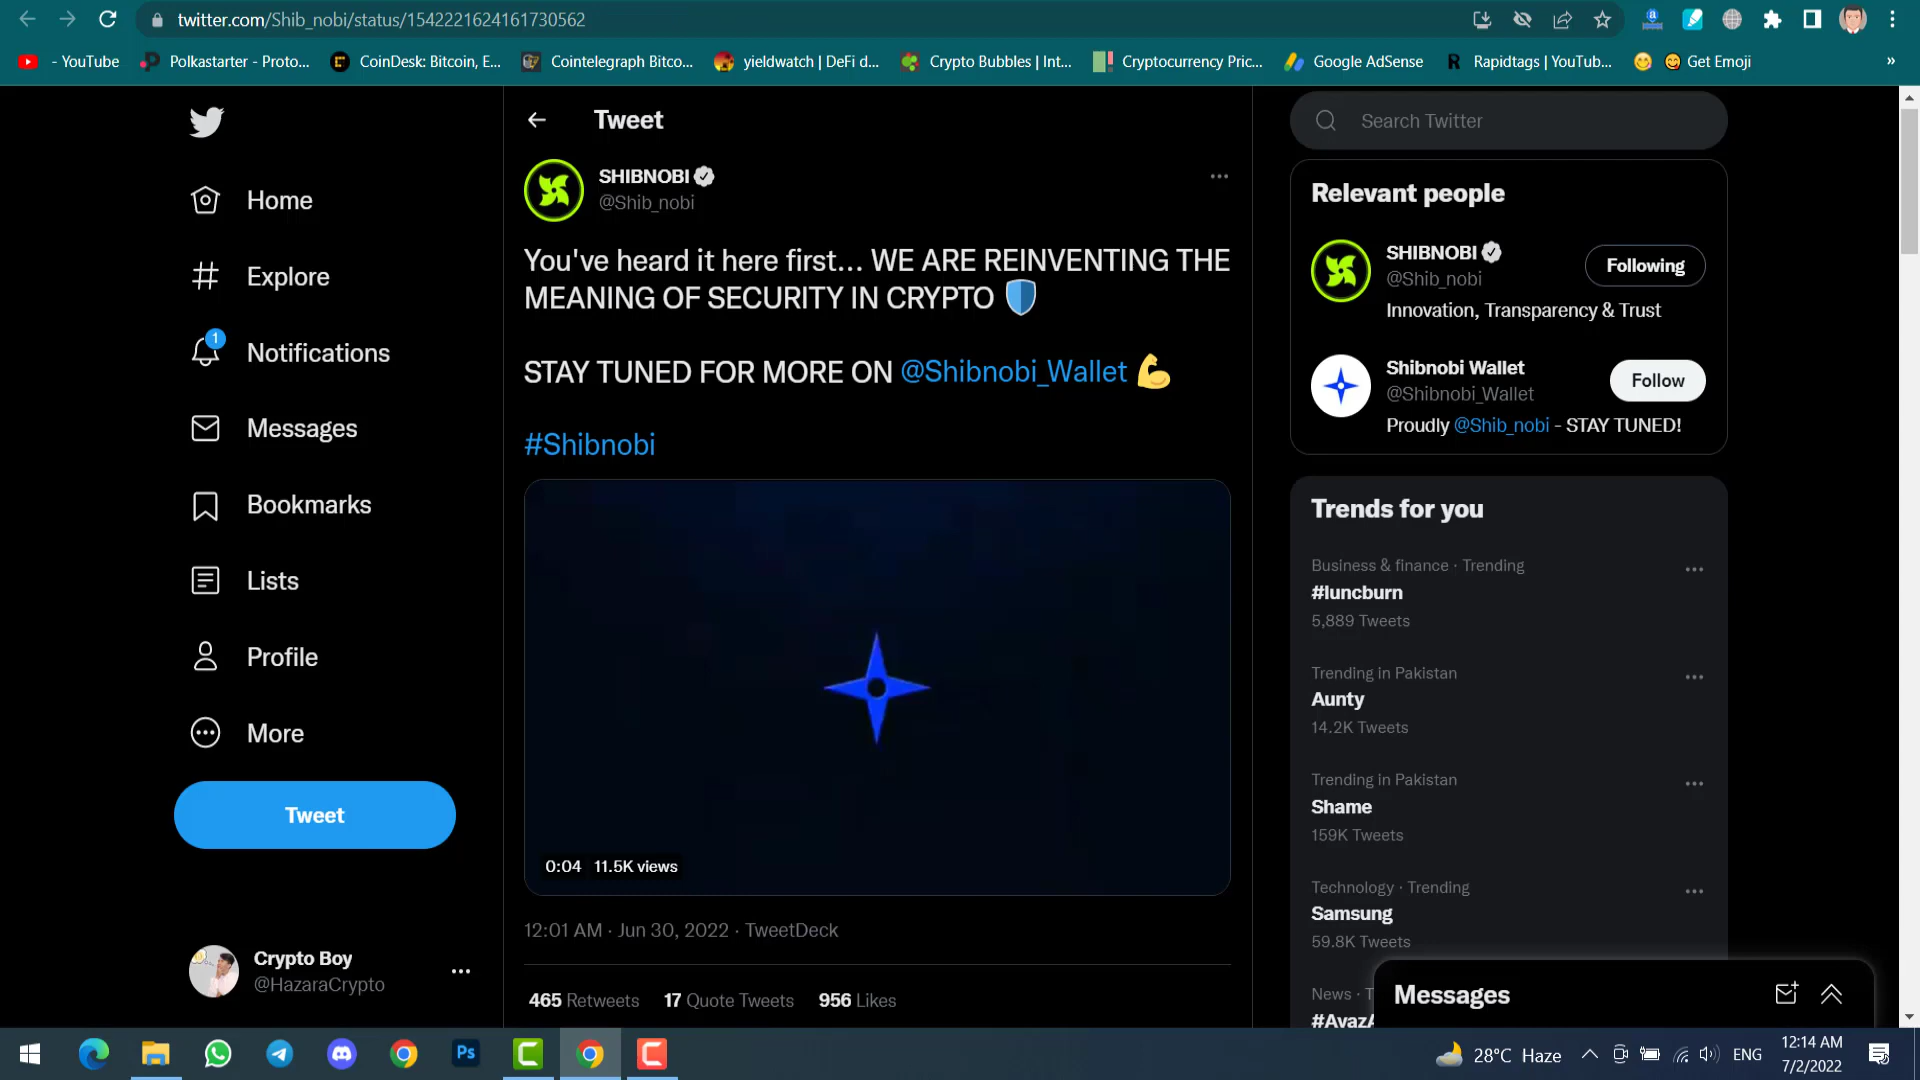 twitter.com/Shib_nobi/status/1542221624161730562
- YouTube
Polkastarter - Proto...
CoinDesk: Bitcoin, E...
Cointelegraph Bitco...
yieldwatch | DeFi d...
Crypto Bubbles | Int...
Cryptocurrency Pric...
Google AdSense
Rapidtags | YouTub...
Get Emoji
»
Home
Explore
1
Notifications
Messages
Bookmarks
Lists
Profile
More
Tweet
Crypto Boy
@HazaraCrypto
Tweet
SHIBNOBI
@Shib_nobi
You've heard it here first... WE ARE REINVENTING THE
MEANING OF SECURITY IN CRYPTO 🛡️
STAY TUNED FOR MORE ON @Shibnobi_Wallet 💪
#Shibnobi
0:04 11.5K views
12:01 AM · Jun 30, 2022 · TweetDeck
465 Retweets 17 Quote Tweets 956 Likes
Search Twitter
Relevant people
SHIBNOBI
@Shib_nobi
Following
Innovation, Transparency & Trust
Shibnobi Wallet
@Shibnobi_Wallet
Follow
Proudly @Shib_nobi - STAY TUNED!
Trends for you
Business & finance · Trending
#luncburn
5,889 Tweets
Trending in Pakistan
Aunty
14.2K Tweets
Trending in Pakistan
Shame
159K Tweets
Technology · Trending
Samsung
59.8K Tweets
News · T
Messages
Ps
28°C Haze
ENG
12:14 AM
7/2/2022